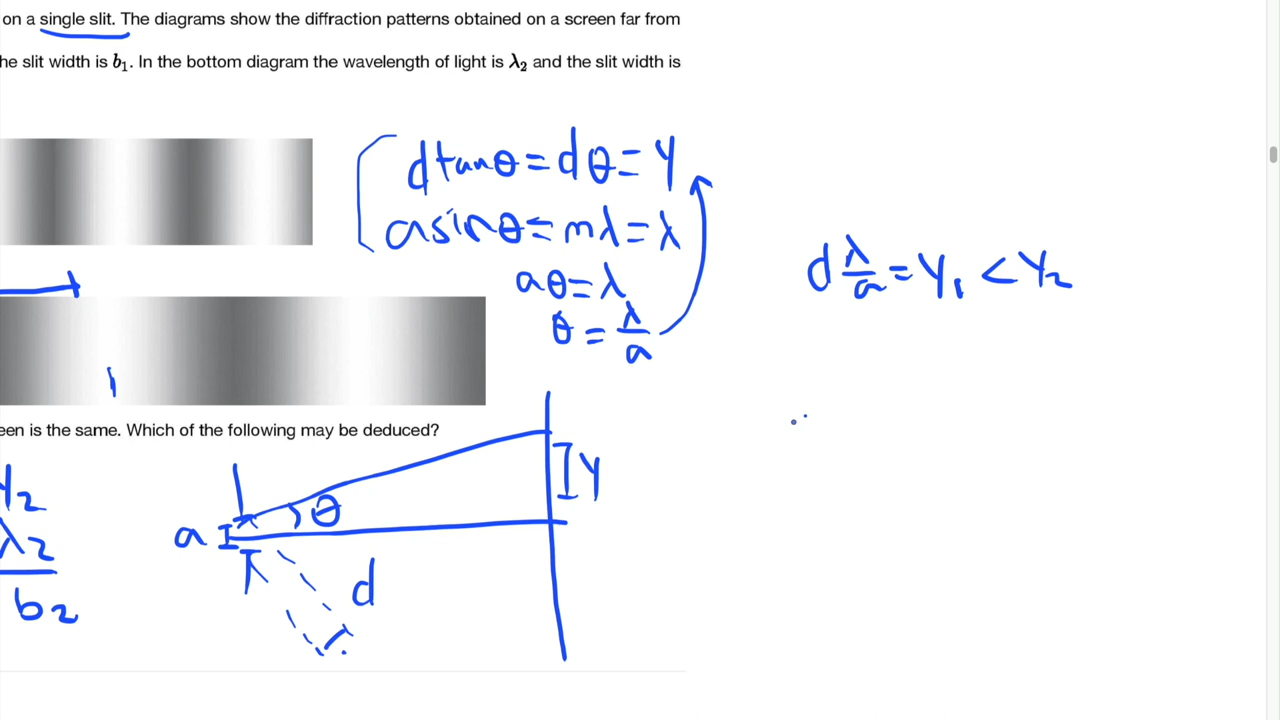 on a single slit. The diagrams show the diffraction patterns obtained on a screen far from
he slit width is b₁. In the bottom diagram the wavelength of light is λ₂ and the slit width is
dtanθ = dθ = y
asinθ = mλ = λ
aθ = λ
θ = λ/a
d λ/a = y₁ < y₂
een is the same. Which of the following may be deduced?
y₂
λ₂
b₂
a
θ
y
d